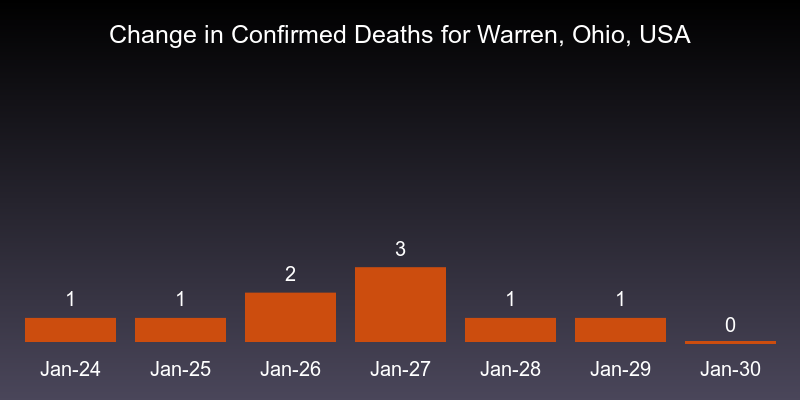 Change in Confirmed Deaths for Warren, Ohio, USA
3
2
1 1 1 1
0
Jan-24 Jan-25 Jan-26 Jan-27 Jan-28 Jan-29 Jan-30